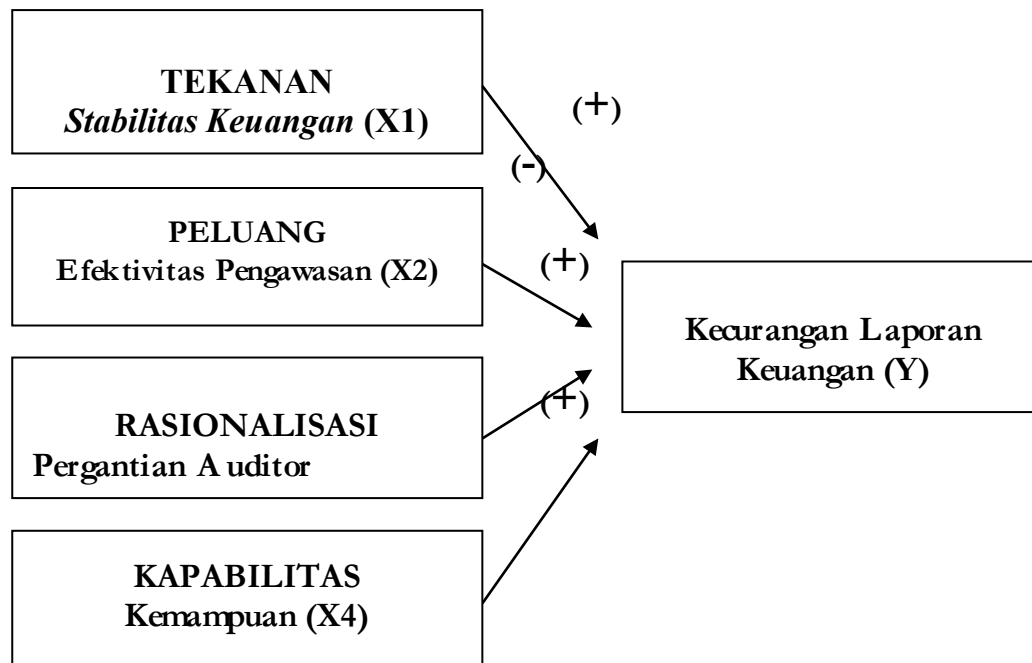 TEKANAN
Stabilitas Keuangan (X1)
(+)
(-)
PELUANG
Efektivitas Pengawasan (X2)
(+)
Kecurangan Laporan
Keuangan (Y)
RASIONALISASI
Pergantian Auditor
(+)
KAPABILITAS
Kemampuan (X4)